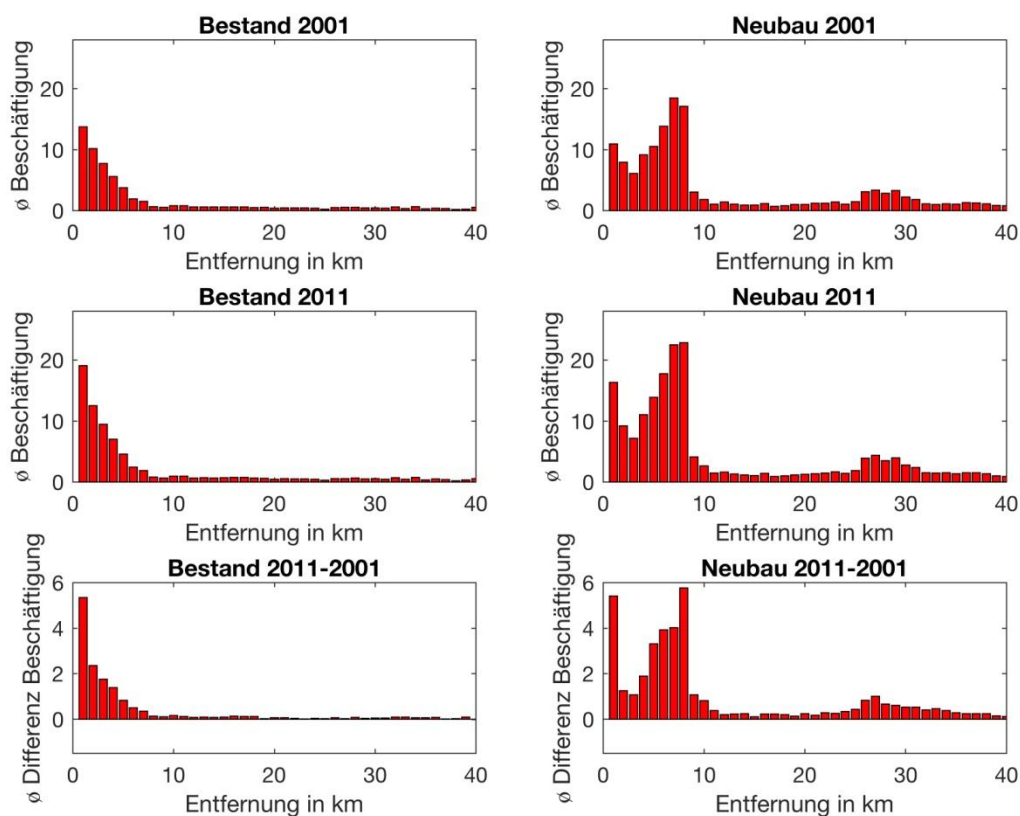 Bestand 2001
ø Beschäftigung
20
10
0
0 10 20 30 40
Entfernung in km
Neubau 2001
ø Beschäftigung
20
10
0
0 10 20 30 40
Entfernung in km
Bestand 2011
ø Beschäftigung
20
10
0
0 10 20 30 40
Entfernung in km
Neubau 2011
ø Beschäftigung
20
10
0
0 10 20 30 40
Entfernung in km
Bestand 2011-2001
ø Differenz Beschäftigung
6
4
2
0
0 10 20 30 40
Entfernung in km
Neubau 2011-2001
ø Differenz Beschäftigung
6
4
2
0
0 10 20 30 40
Entfernung in km